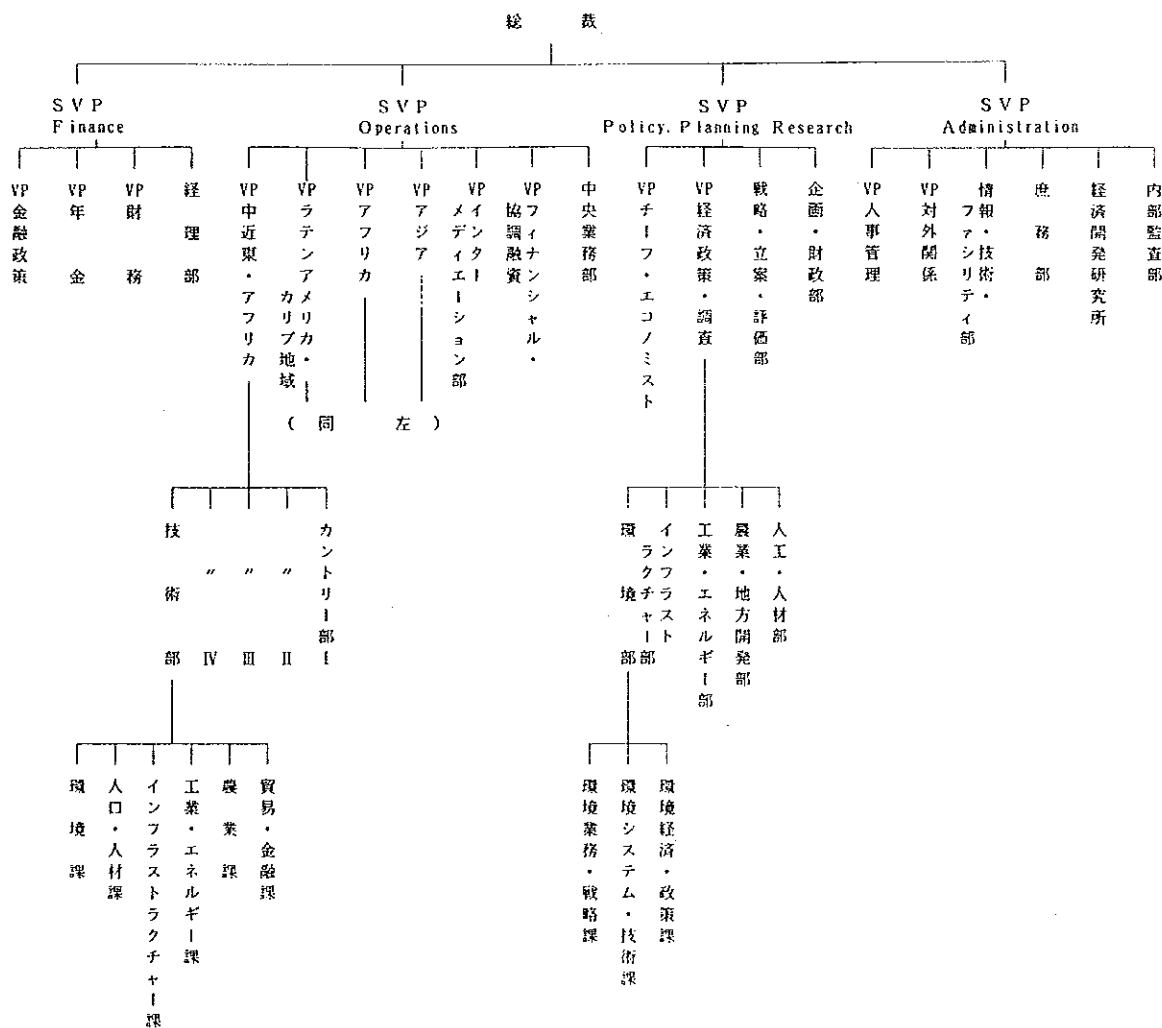 総裁
SVP
Finance
SVP
Operations
SVP
Policy, Planning Research
SVP
Administration
VP金融政策
VP年金
VP財務
経理部
VP中近東・アフリカ
VPラテンアメリカ・
カリブ地域
VPアフリカ
VPアジア
インター
メディエーション部
VPフィナンシャル・
協調融資
中央業務部
VPチーフ・エコノミスト
VP経済政策・調査
戦略・立案・評価部
企画・財政部
VP人事管理
VP対外関係
情報・技術・
ファシリティ部
庶務部
経済開発研究所
内部監査部
(同左)
技術部
〃Ⅳ
〃Ⅲ
〃Ⅱ
カントリー部Ⅰ
環境部
インフラスト
ラクチャー部
工業・エネルギー部
農業・地方開発部
人工・人材部
環境課
人口・人材課
インフラストラクチャー課
工業・エネルギー課
農業課
貿易・金融課
環境業務・戦略課
環境システム・技術課
環境経済・政策課